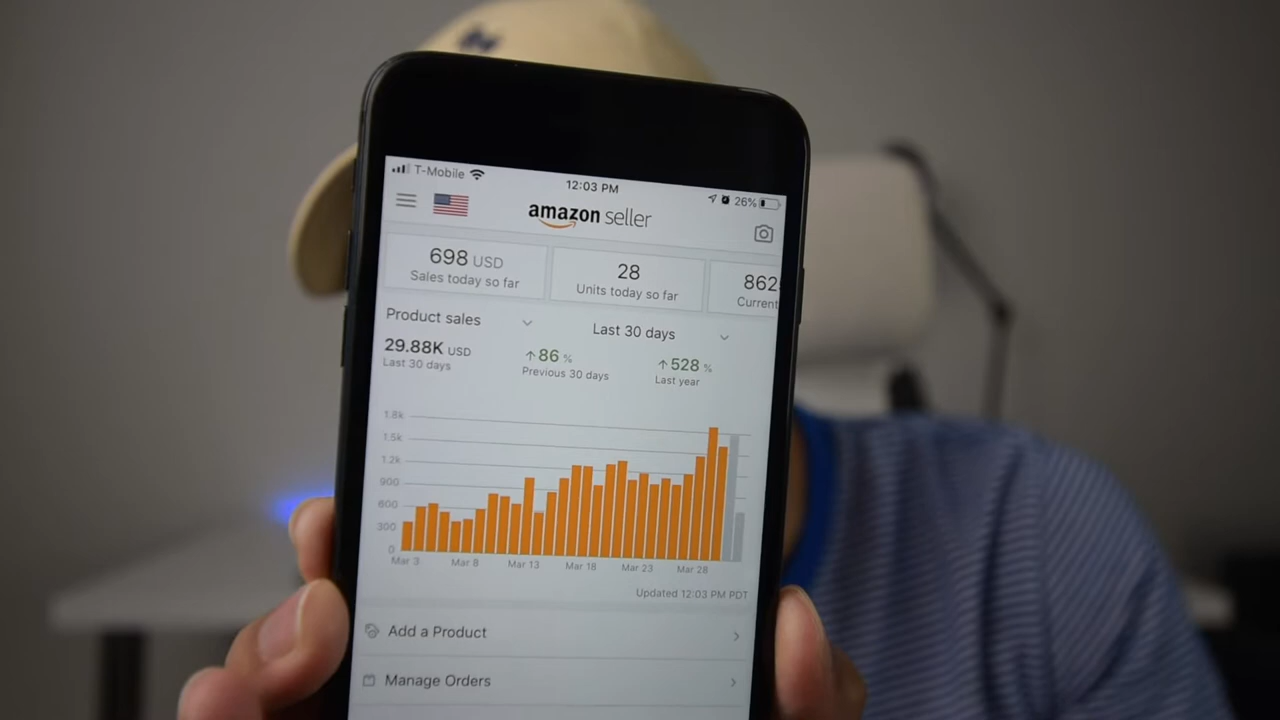 T-Mobile 12:03 PM 26%
amazon seller
698 USD 28 862
Sales today so far Units today so far Current
Product sales Last 30 days
29.88K USD ↑86 % ↑528 %
Last 30 days Previous 30 days Last year
1.8k
1.5k
1.2k
900
600
300
0
Mar 3 Mar 8 Mar 13 Mar 18 Mar 23 Mar 28
Updated 12:03 PM PDT
Add a Product
Manage Orders